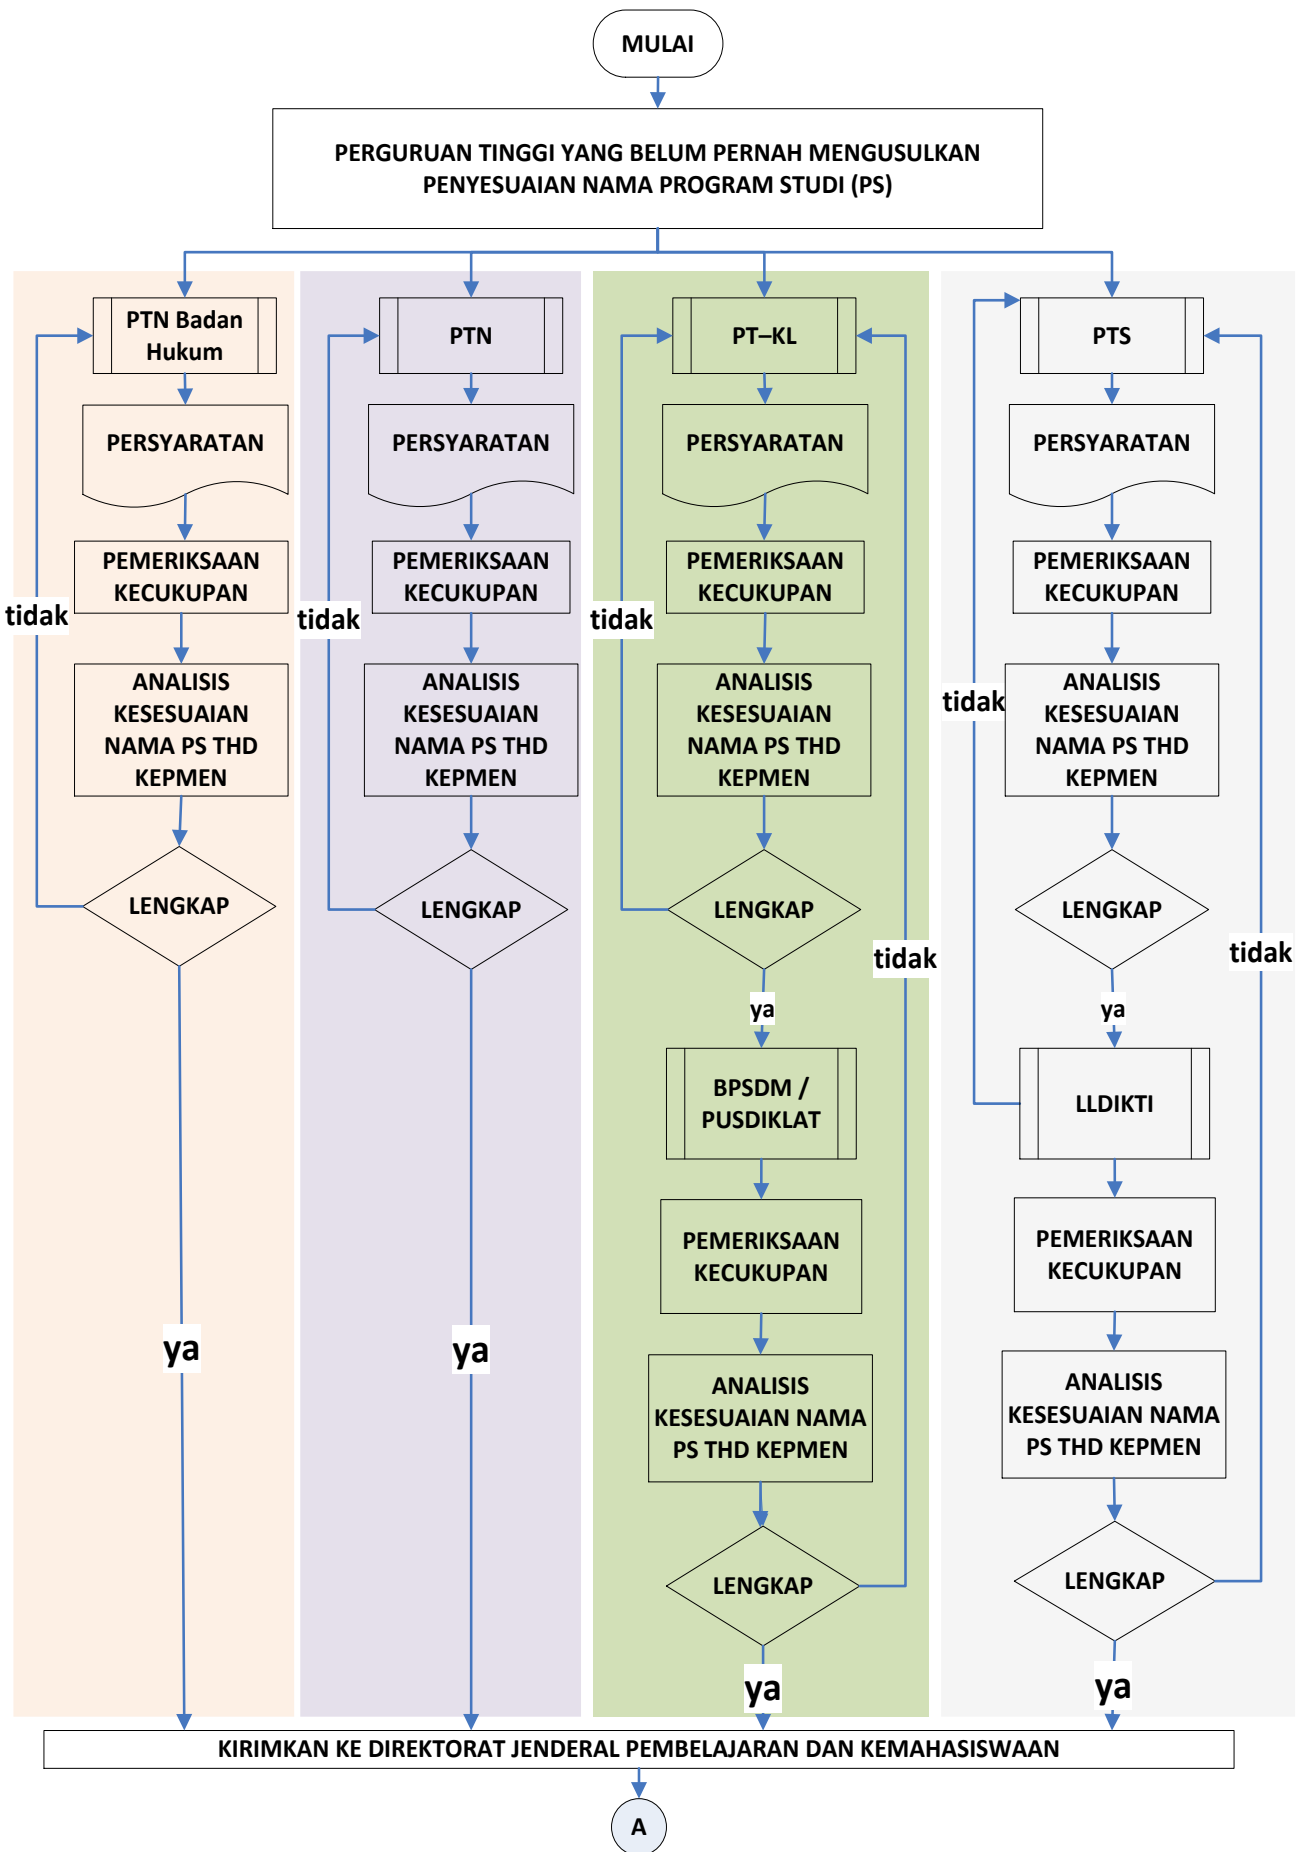 MULAI
PERGURUAN TINGGI YANG BELUM PERNAH MENGUSULKAN
PENYESUAIAN NAMA PROGRAM STUDI (PS)
PTN Badan
Hukum
PERSYARATAN
PEMERIKSAAN
KECUKUPAN
tidak
ANALISIS
KESESUAIAN
NAMA PS THD
KEPMEN
LENGKAP
ya
PTN
PERSYARATAN
PEMERIKSAAN
KECUKUPAN
tidak
ANALISIS
KESESUAIAN
NAMA PS THD
KEPMEN
LENGKAP
ya
PT–KL
PERSYARATAN
PEMERIKSAAN
KECUKUPAN
tidak
ANALISIS
KESESUAIAN
NAMA PS THD
KEPMEN
LENGKAP
tidak
ya
BPSDM /
PUSDIKLAT
PEMERIKSAAN
KECUKUPAN
ANALISIS
KESESUAIAN NAMA
PS THD KEPMEN
LENGKAP
ya
PTS
PERSYARATAN
PEMERIKSAAN
KECUKUPAN
tidak
ANALISIS
KESESUAIAN
NAMA PS THD
KEPMEN
LENGKAP
tidak
ya
LLDIKTI
PEMERIKSAAN
KECUKUPAN
ANALISIS
KESESUAIAN NAMA
PS THD KEPMEN
LENGKAP
ya
KIRIMKAN KE DIREKTORAT JENDERAL PEMBELAJARAN DAN KEMAHASISWAAN
A